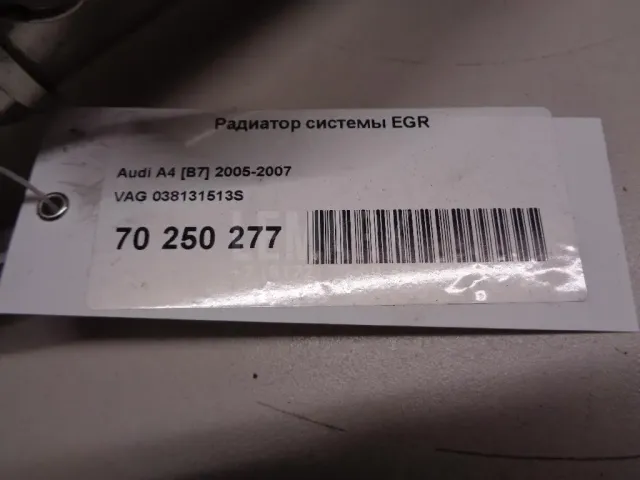 Радиатор системы EGR
Audi A4 [B7] 2005-2007
VAG 038131513S
70 250 277